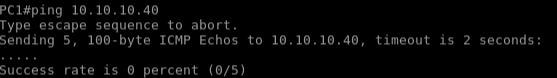 PC1#ping 10.10.10.40
Type escape sequence to abort.
Sending 5, 100-byte ICMP Echos to 10.10.10.40, timeout is 2 seconds:
.....
Success rate is 0 percent (0/5)